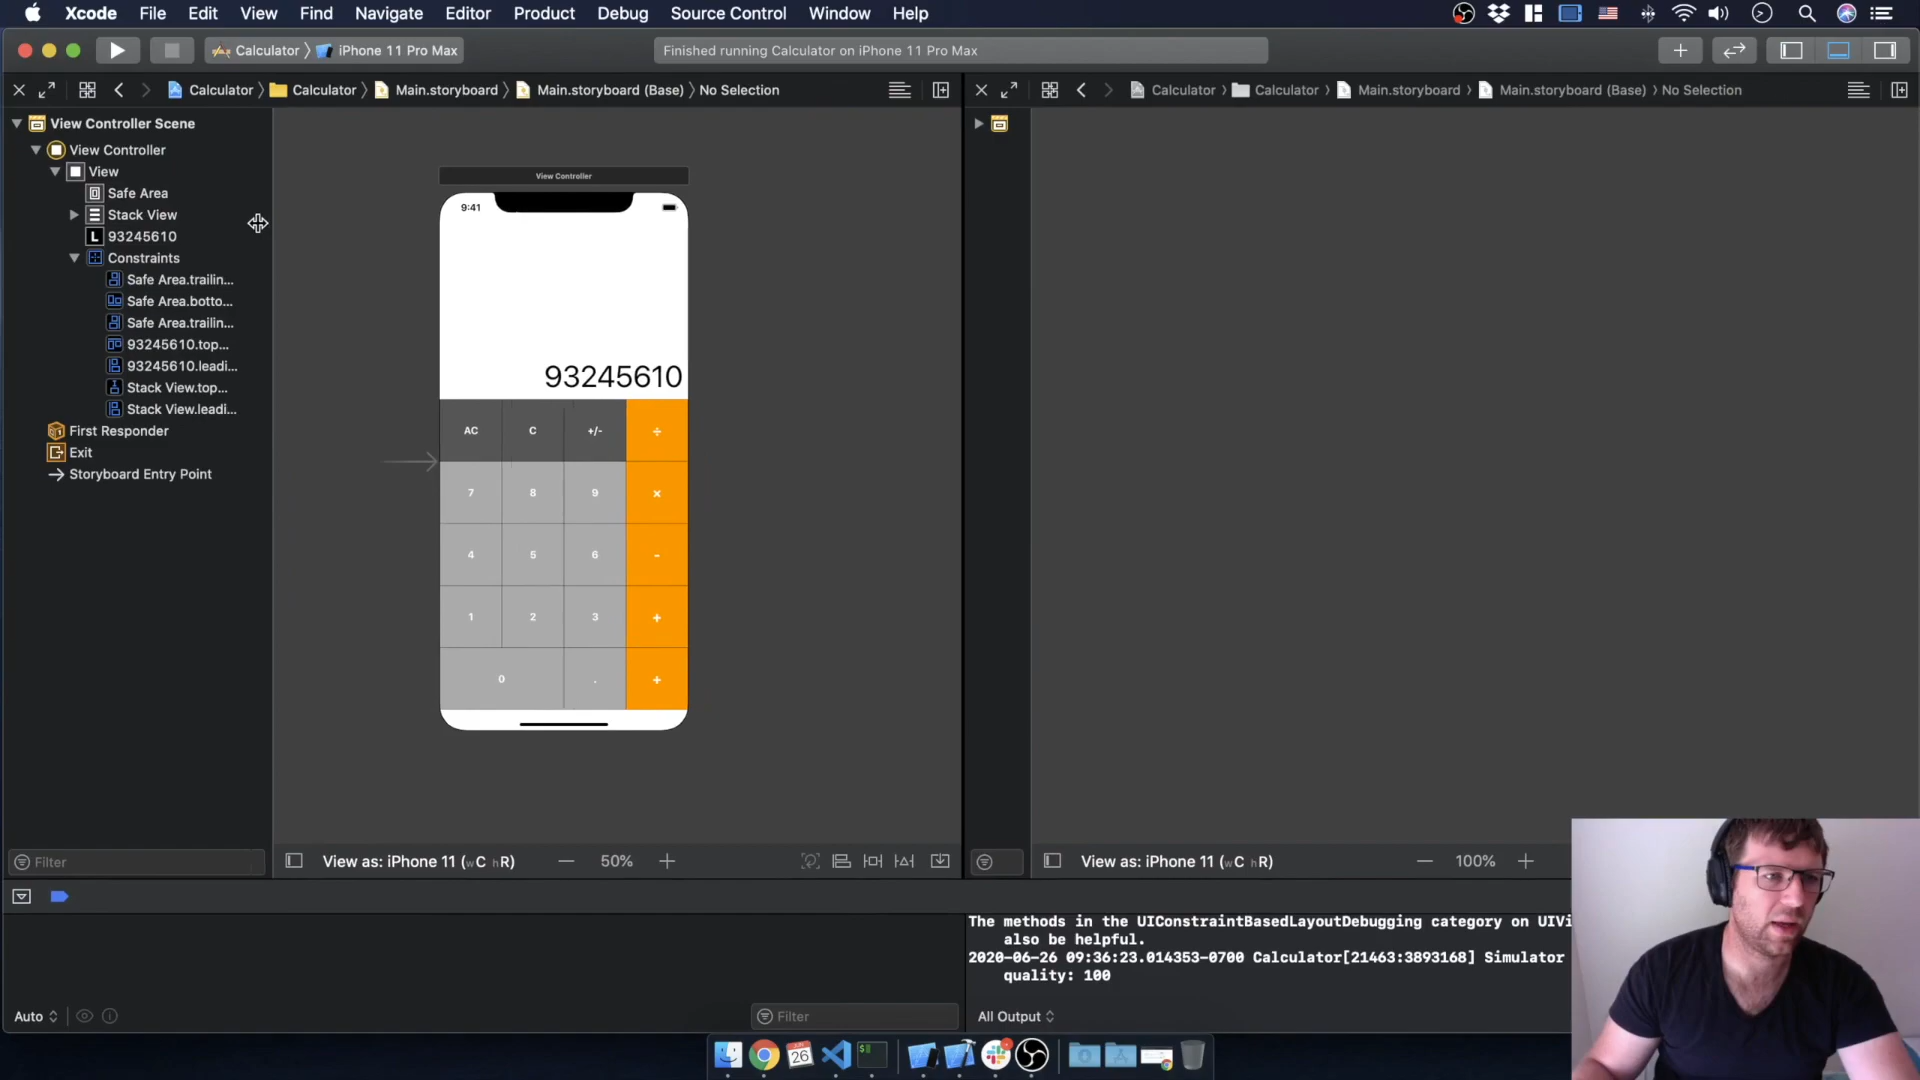 Xcode File Edit View Find Navigate Editor Product Debug Source Control Window Help
Calculator iPhone 11 Pro Max
Finished running Calculator on iPhone 11 Pro Max
Calculator Calculator Main.storyboard Main.storyboard (Base) No Selection
Calculator Calculator Main.storyboard Main.storyboard (Base) No Selection
View Controller Scene
View Controller
View
Safe Area
Stack View
L 93245610
Constraints
Safe Area.trailin...
Safe Area.botto...
Safe Area.trailin...
93245610.top...
93245610.leadi...
Stack View.top...
Stack View.leadi...
First Responder
Exit
Storyboard Entry Point
View Controller
9:41
93245610
AC C +/- ÷
7 8 9 ×
4 5 6 -
1 2 3 +
0 . +
Filter
View as: iPhone 11 (wC hR)
50%
View as: iPhone 11 (wC hR)
100%
The methods in the UIConstraintBasedLayoutDebugging category on UIVi
also be helpful.
2020-06-26 09:36:23.014353-0700 Calculator[21463:3893168] Simulator
quality: 100
Auto
Filter
All Output
26